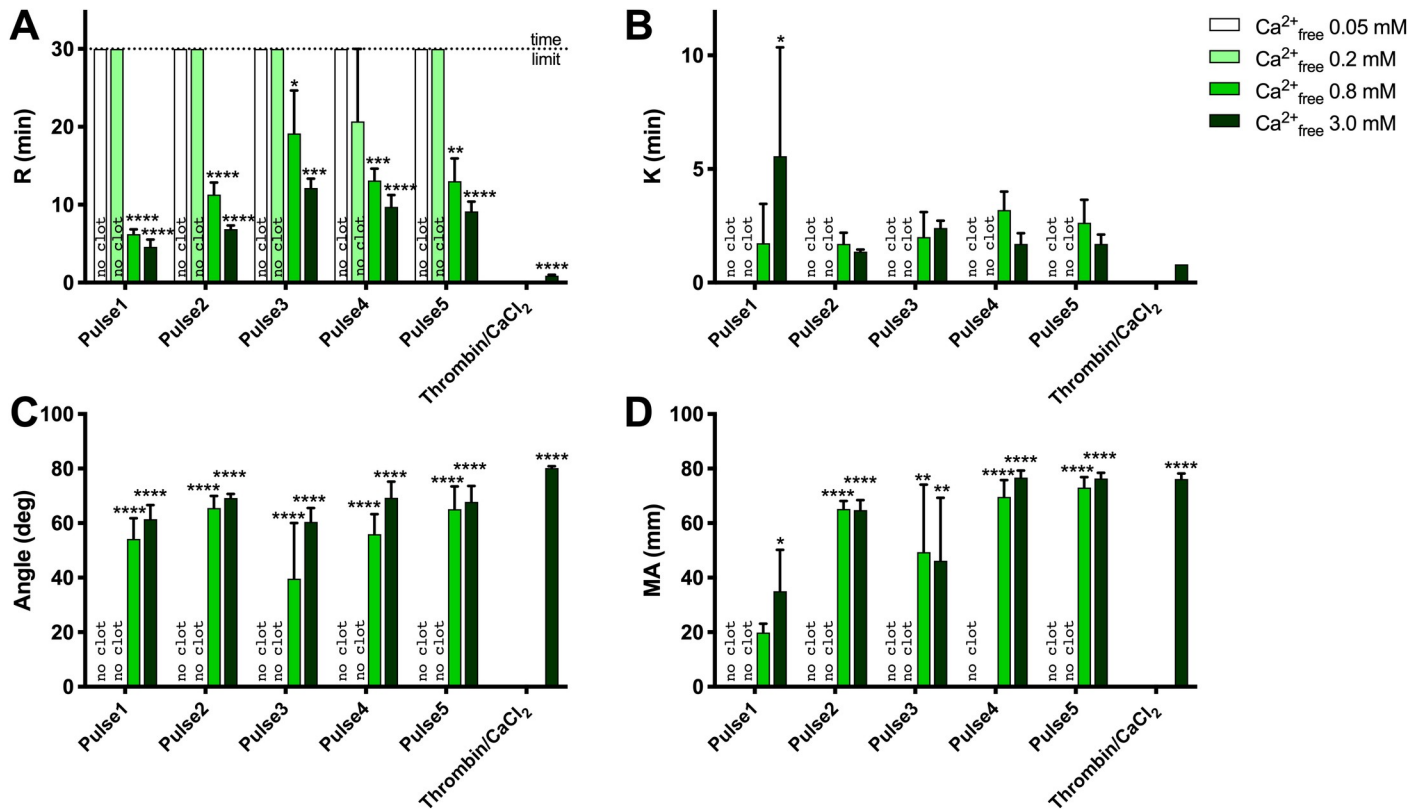 A
30
20
10
0
R (min)
time
limit
no clot
no clot
****
****
no clot
no clot
****
****
no clot
no clot
*
***
no clot
no clot
***
****
no clot
no clot
**
****
****
Pulse1
Pulse2
Pulse3
Pulse4
Pulse5
Thrombin/CaCl2
B
10
5
0
K (min)
no clot
no clot
*
no clot
no clot
no clot
no clot
no clot
no clot
no clot
no clot
Pulse1
Pulse2
Pulse3
Pulse4
Pulse5
Thrombin/CaCl2
Ca2+free 0.05 mM
Ca2+free 0.2 mM
Ca2+free 0.8 mM
Ca2+free 3.0 mM
C
100
80
60
40
20
0
Angle (deg)
no clot
no clot
****
****
no clot
no clot
****
****
no clot
no clot
****
****
no clot
no clot
****
****
no clot
no clot
****
****
****
Pulse1
Pulse2
Pulse3
Pulse4
Pulse5
Thrombin/CaCl2
D
100
80
60
40
20
0
MA (mm)
no clot
no clot
*
no clot
no clot
****
****
no clot
no clot
**
**
no clot
****
****
no clot
no clot
****
****
****
Pulse1
Pulse2
Pulse3
Pulse4
Pulse5
Thrombin/CaCl2